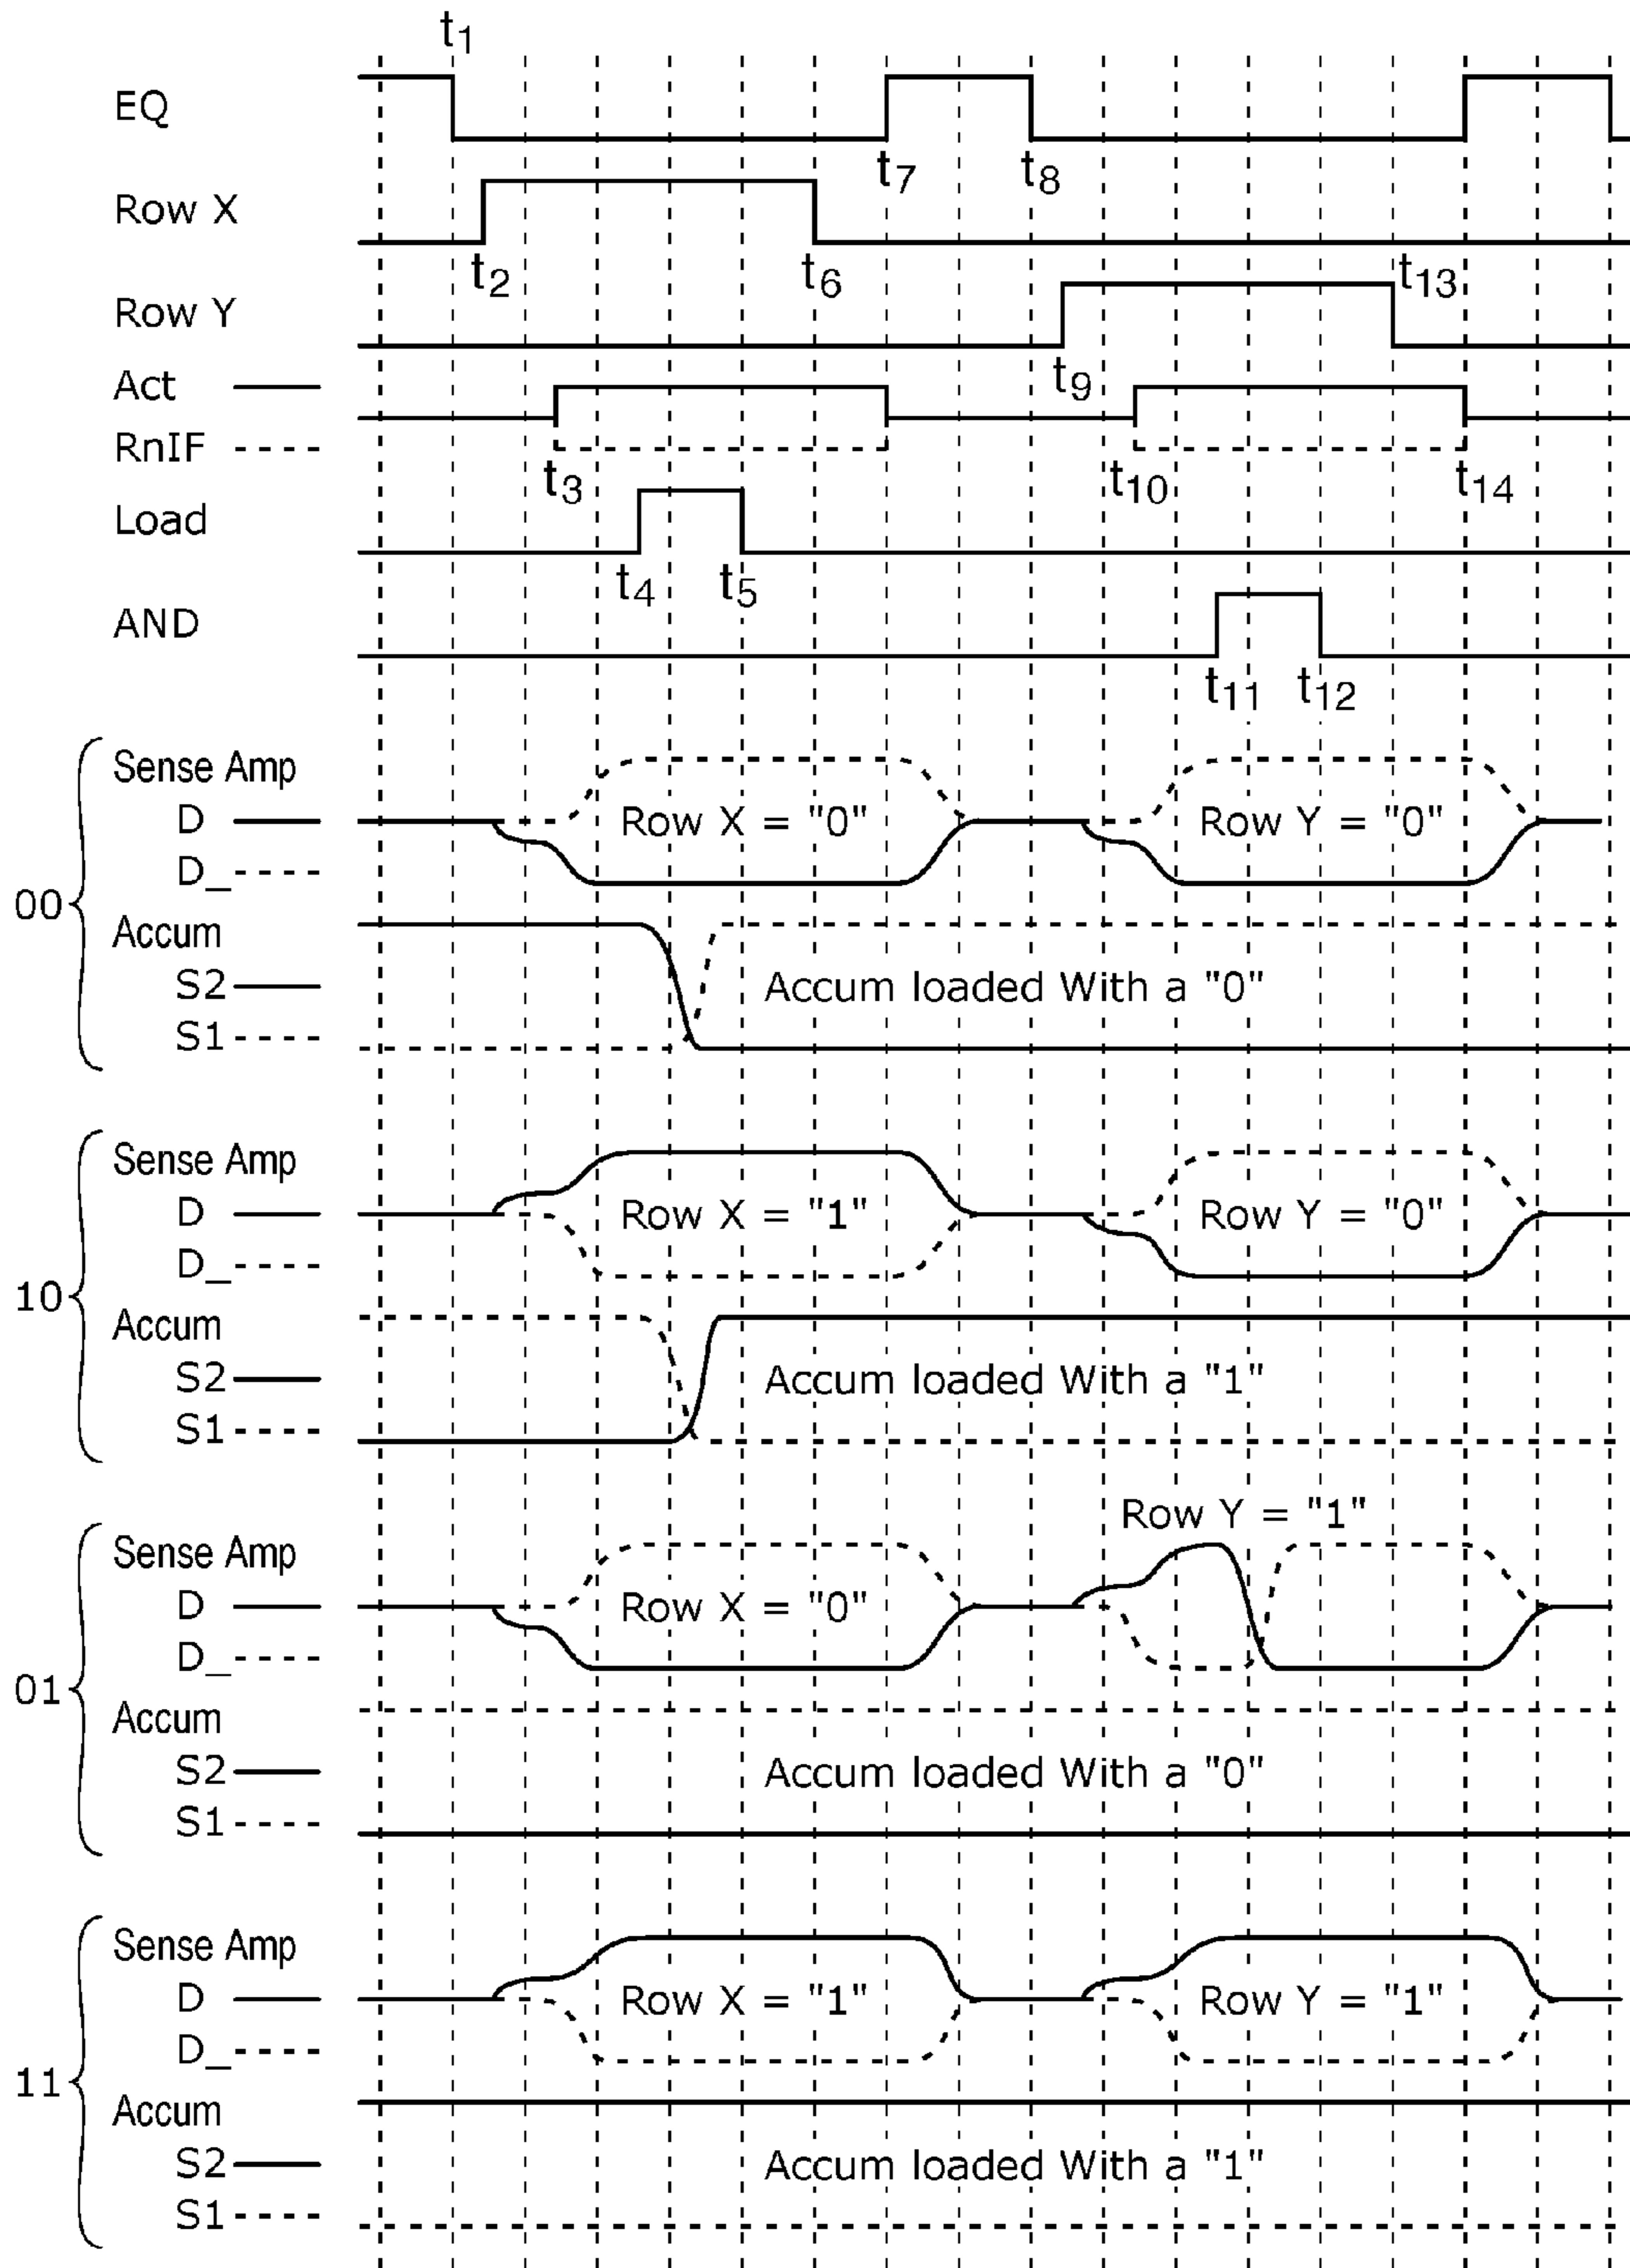 t1
EQ
t7 t8
Row X
t2 t6 t13
Row Y
t9
Act
RnIF
t3 t10 t14
Load
t4 t5
AND
t11 t12
Sense Amp
D Row X = "0" Row Y = "0"
D_
00
Accum
S2 Accum loaded With a "0"
S1
Sense Amp
D Row X = "1" Row Y = "0"
D_
10
Accum
S2 Accum loaded With a "1"
S1
Row Y = "1"
Sense Amp
D Row X = "0"
D_
01
Accum
S2 Accum loaded With a "0"
S1
Sense Amp
D Row X = "1" Row Y = "1"
D_
11
Accum
S2 Accum loaded With a "1"
S1